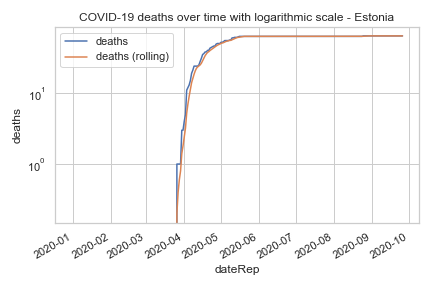 COVID-19 deaths over time with logarithmic scale - Estonia
deaths
deaths (rolling)
10¹
10⁰
deaths
2020-01
2020-02
2020-03
2020-04
2020-05
2020-06
2020-07
2020-08
2020-09
2020-10
dateRep